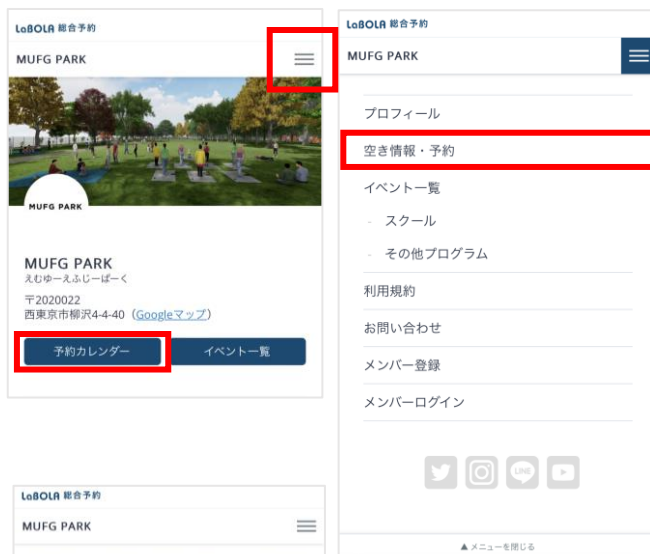 LaBOLA 総合予約
MUFG PARK
MUFG PARK
MUFG PARK
えむゆーえふじーぱーく
〒2020022
西東京市柳沢4-4-40（Googleマップ）
予約カレンダー
イベント一覧
LaBOLA 総合予約
MUFG PARK
プロフィール
空き情報・予約
イベント一覧
- スクール
- その他プログラム
利用規約
お問い合わせ
メンバー登録
メンバーログイン
LINE
▲メニューを閉じる
LaBOLA 総合予約
MUFG PARK